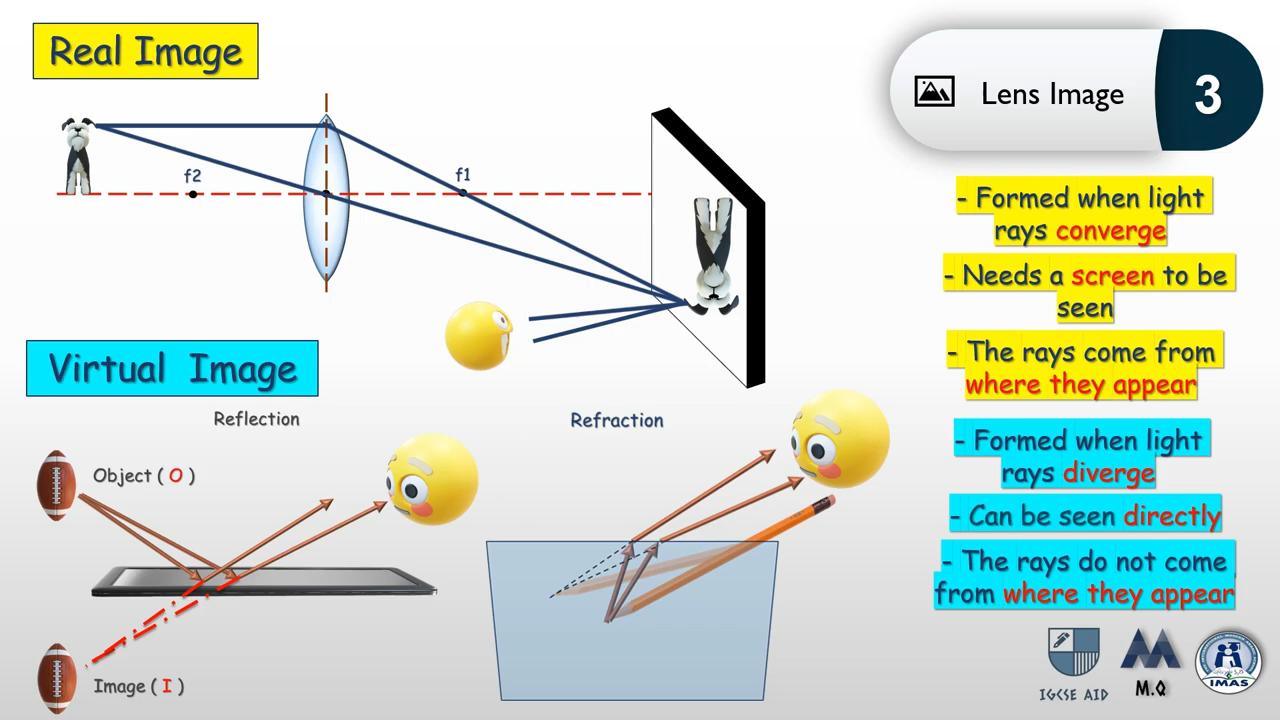 Real Image
Lens Image
3
f2
f1
- Formed when light
rays converge
- Needs a screen to be
seen
- The rays come from
where they appear
Virtual Image
Reflection
Refraction
Object ( O )
Image ( I )
- Formed when light
rays diverge
- Can be seen directly
- The rays do not come
from where they appear
IGCSE AID
M.Q
IMAS